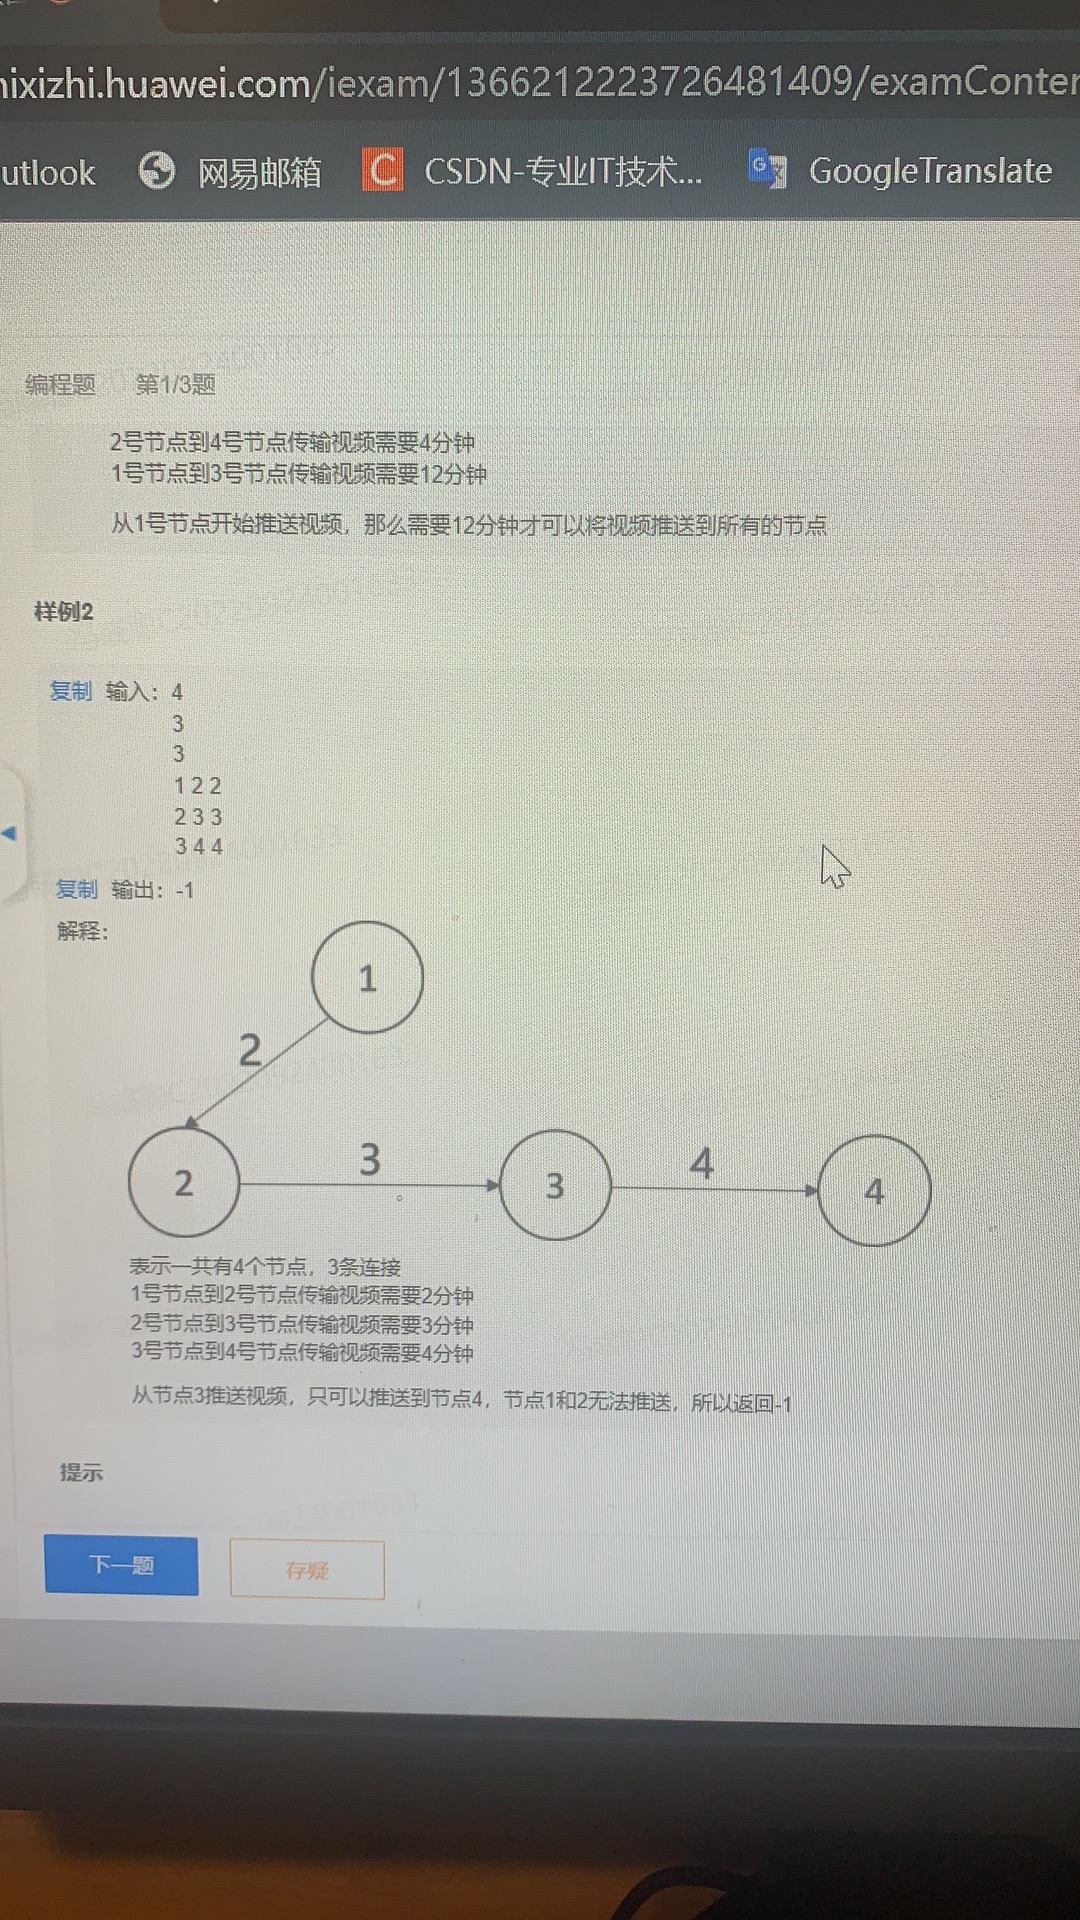 nixizhi.huawei.com/iexam/1366212223726481409/examConten
utlook 网易邮箱 C CSDN-专业IT技术... GoogleTranslate
编程题 第1/3题
2号节点到4号节点传输视频需要4分钟
1号节点到3号节点传输视频需要12分钟
从1号节点开始推送视频，那么需要12分钟才可以将视频推送到所有的节点
样例2
复制 输入：4
3
3
1 2 2
2 3 3
3 4 4
复制 输出：-1
解释：
1
2
3
4
2
3
4
表示一共有4个节点，3条连接
1号节点到2号节点传输视频需要2分钟
2号节点到3号节点传输视频需要3分钟
3号节点到4号节点传输视频需要4分钟
从节点3推送视频，只可以推送到节点4，节点1和2无法推送，所以返回-1
提示
下一题 存疑